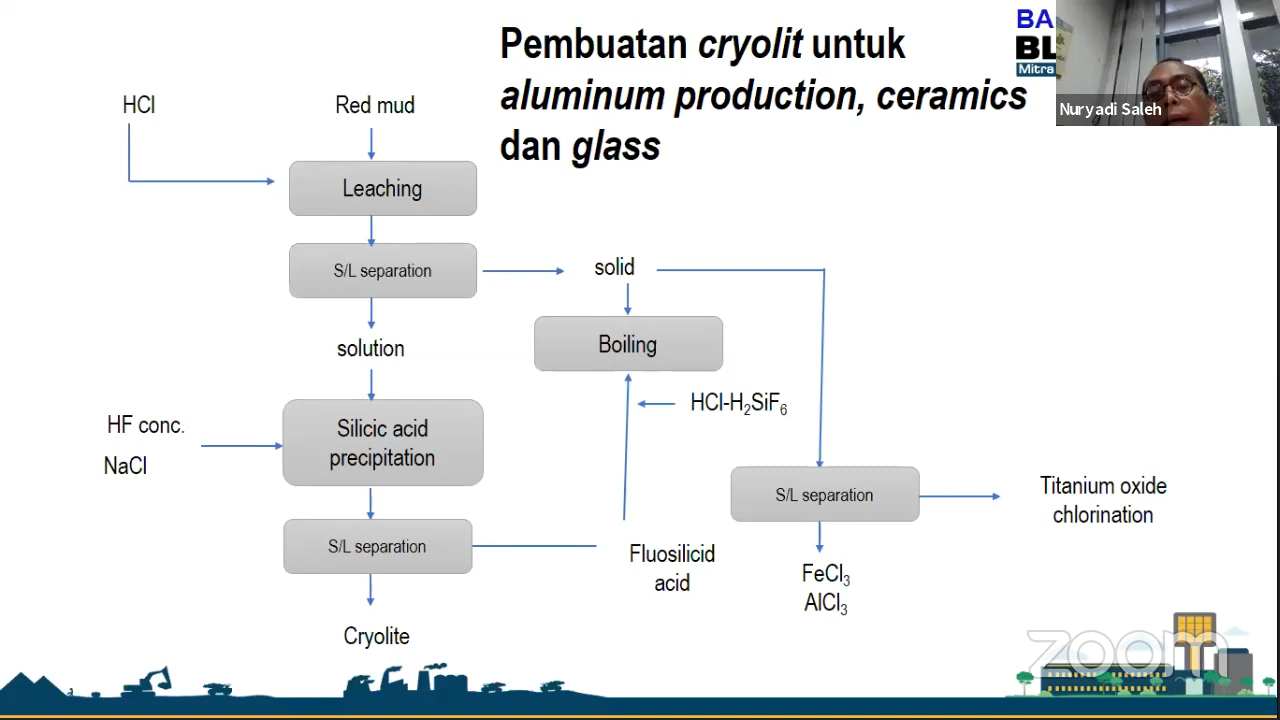 Pembuatan cryolit untuk
aluminum production, ceramics
dan glass
BA
BL
Mitra
Nuryadi Saleh
HCl
Red mud
Leaching
S/L separation
solid
solution
Boiling
HCl-H₂SiF₆
HF conc.
NaCl
Silicic acid
precipitation
S/L separation
Titanium oxide
chlorination
S/L separation
Fluosilicid
acid
FeCl₃
AlCl₃
Cryolite
zoom